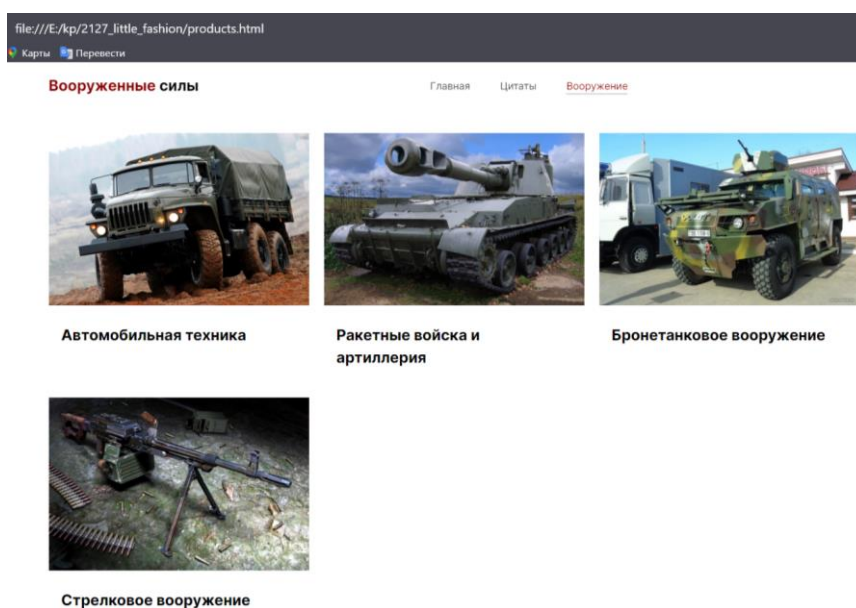 file:///E:/kp/2127_little_fashion/products.html
Карты Перевести
Вооруженные силы Главная Цитаты Вооружение
Автомобильная техника
Ракетные войска и
артиллерия
Бронетанковое вооружение
Стрелковое вооружение